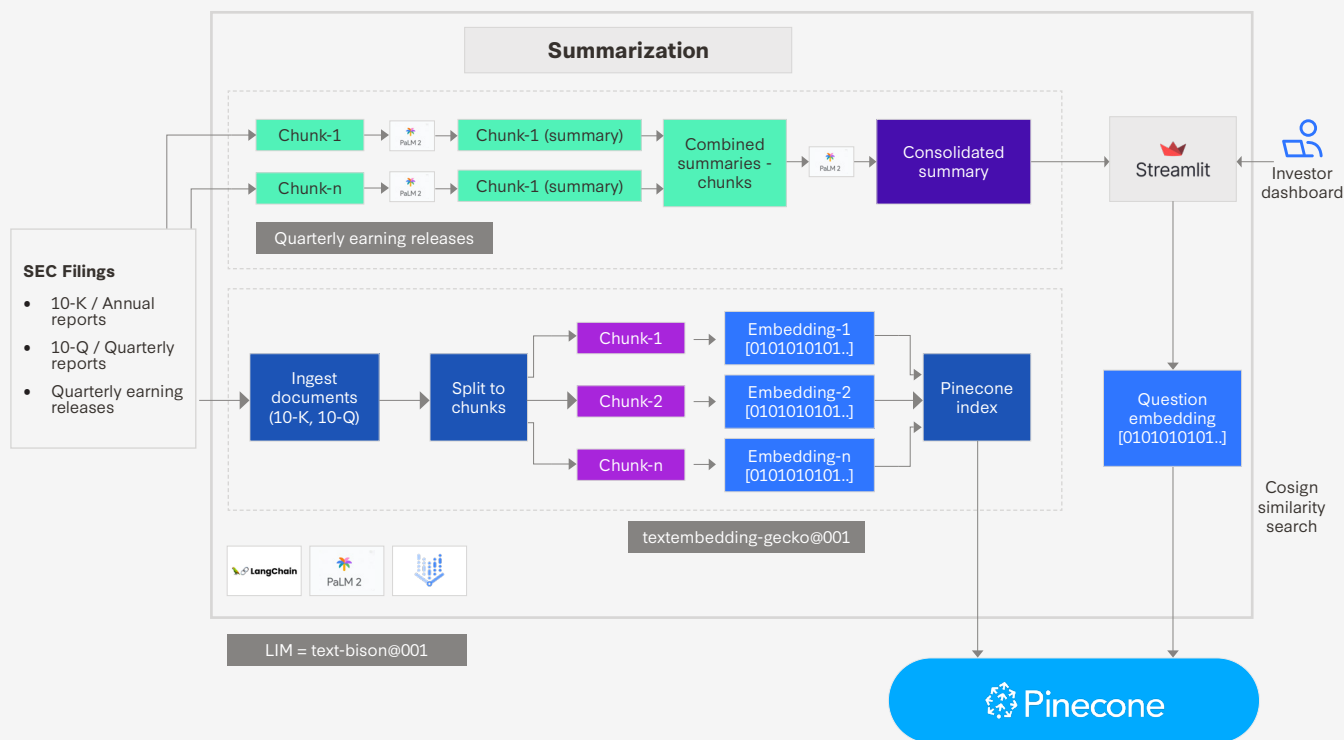 Summarization
Chunk-1
PaLM 2
Chunk-1 (summary)
Chunk-n
PaLM 2
Chunk-1 (summary)
Combined
summaries -
chunks
PaLM 2
Consolidated
summary
Streamlit
Investor
dashboard
Quarterly earning releases
SEC Filings
• 10-K / Annual
reports
• 10-Q / Quarterly
reports
• Quarterly earning
releases
Ingest
documents
(10-K, 10-Q)
Split to
chunks
Chunk-1
Chunk-2
Chunk-n
Embedding-1
[0101010101..]
Embedding-2
[0101010101..]
Embedding-n
[0101010101..]
Pinecone
index
Question
embedding
[0101010101..]
Cosign
similarity
search
textembedding-gecko@001
LangChain
PaLM 2
LIM = text-bison@001
Pinecone